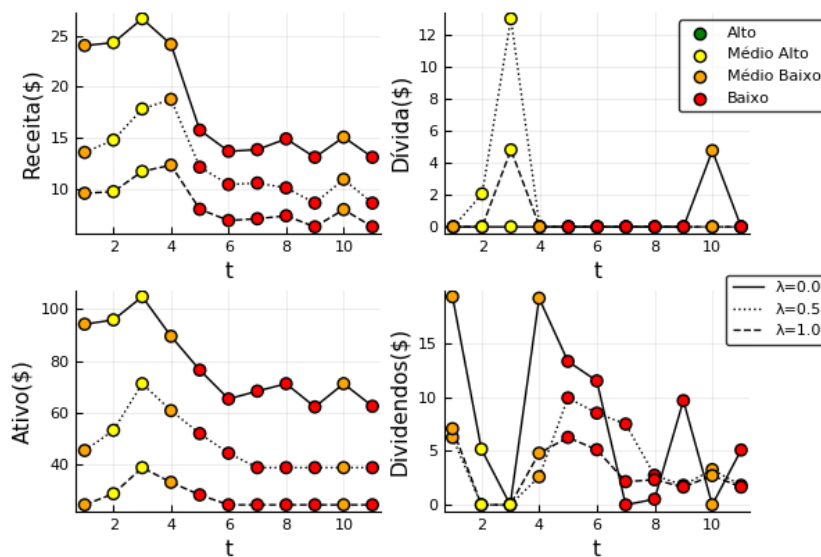 Receita($)
25
20
15
10
2
4
6
8
10
t
Dívida($)
12
10
8
6
4
2
0
2
4
6
8
10
t
Alto
Médio Alto
Médio Baixo
Baixo
Ativo($)
100
80
60
40
2
4
6
8
10
t
Dividendos($)
15
10
5
0
2
4
6
8
10
t
λ=0.0
λ=0.5
λ=1.0